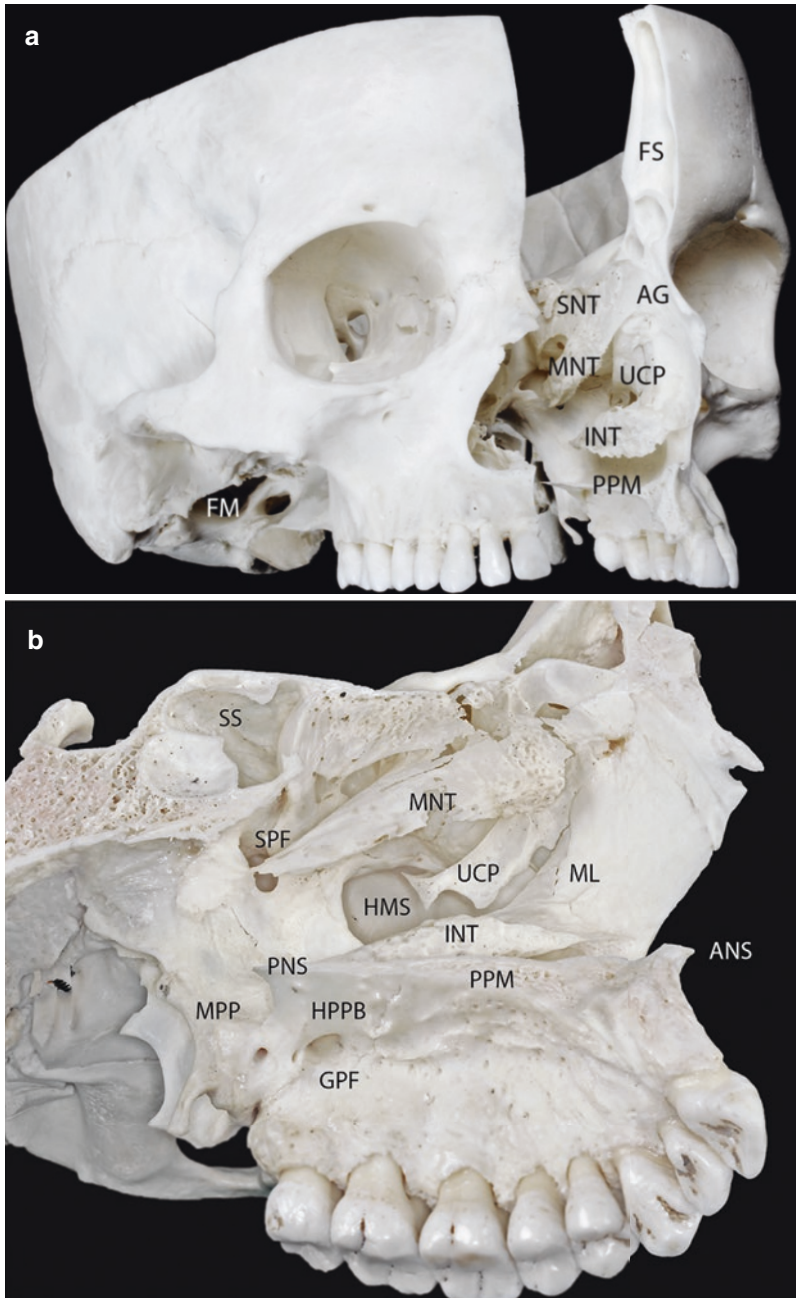 a
FS
SNT
AG
MNT
UCP
INT
PPM
FM
b
SS
MNT
SPF
UCP
ML
HMS
INT
ANS
PNS
PPM
MPP
HPPB
GPF